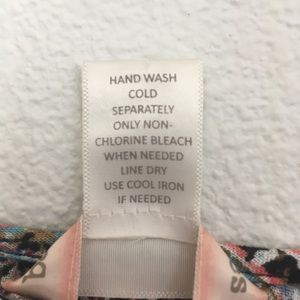 HAND WASH
COLD
SEPARATELY
ONLY NON-
CHLORINE BLEACH
WHEN NEEDED
LINE DRY
USE COOL IRON
IF NEEDED